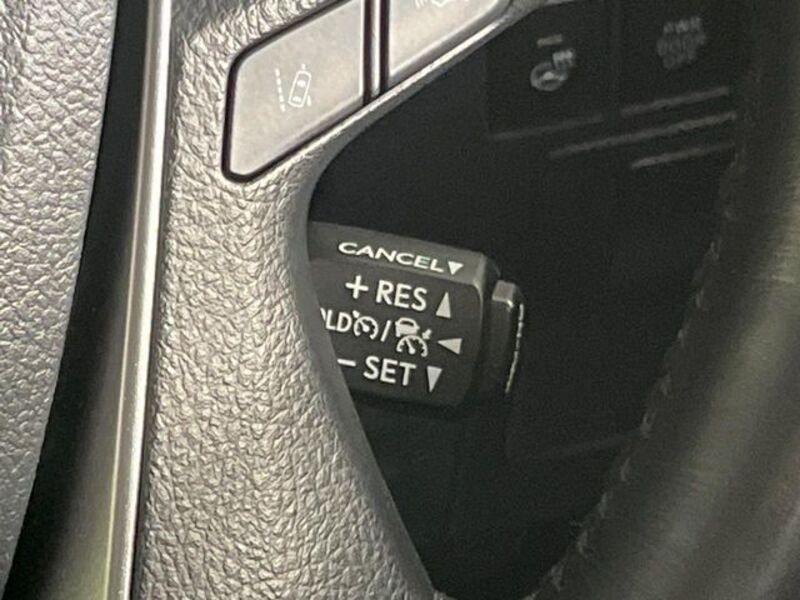 CANCEL▼
+RES▲
/ ◀
− SET ▼